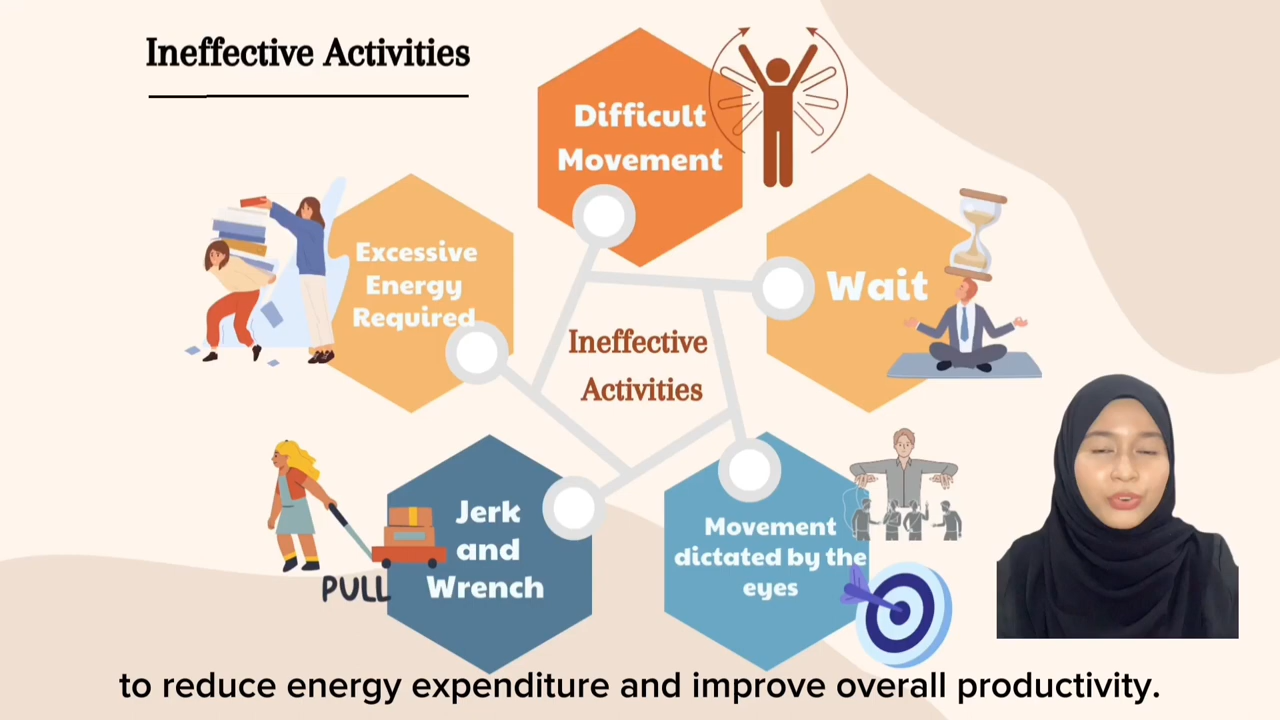 Ineffective Activities
Difficult
Movement
Excessive
Energy
Required
Wait
Ineffective
Activities
Jerk
and
Wrench
PULL
Movement
dictated by the
eyes
to reduce energy expenditure and improve overall productivity.